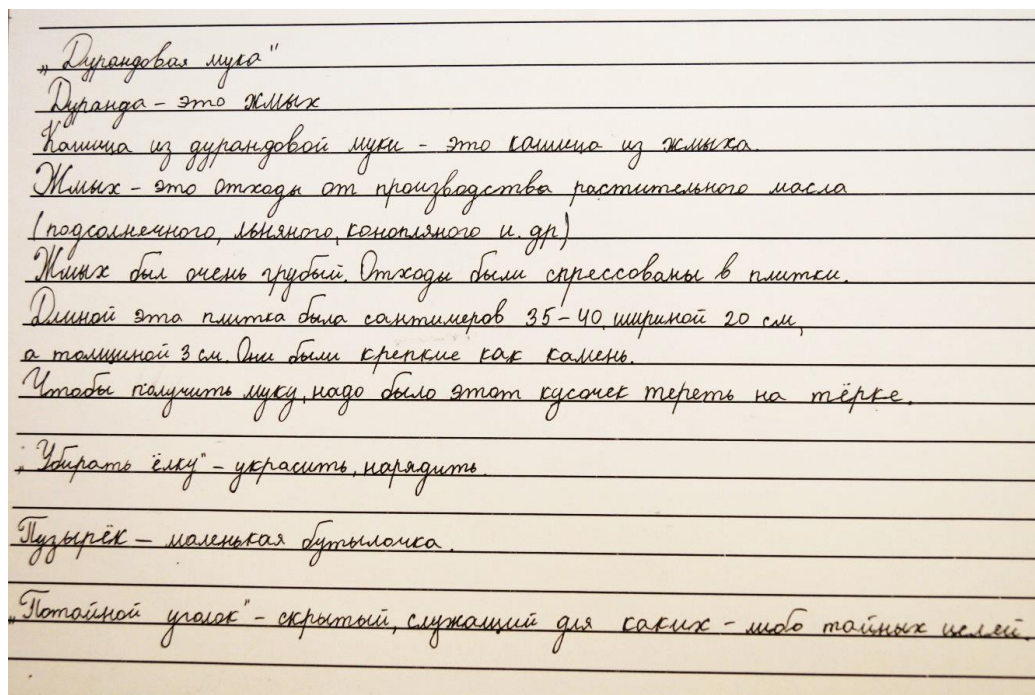 „Дурандовая мука"
Дуранда - это жмых
Кашица из дурандовой муки - это кашица из жмыха.
Жмых - это отходы от производства растительного масла
(подсолнечного, льняного, конопляного и. др)
Жмых был очень грубый. Отходы были спрессованы в плитки.
Длиной эта плитка была сантимеров 35-40, шириной 20 см,
а толщиной 3 см. Они были крепкие как камень.
Чтобы получить муку, надо было этот кусочек тереть на тёрке.
„Убирать ёлку" - украсить, нарядить.
Пузырёк - маленькая бутылочка.
„Потайной уголок" - скрытый, служащий для каких - либо тайных целей.